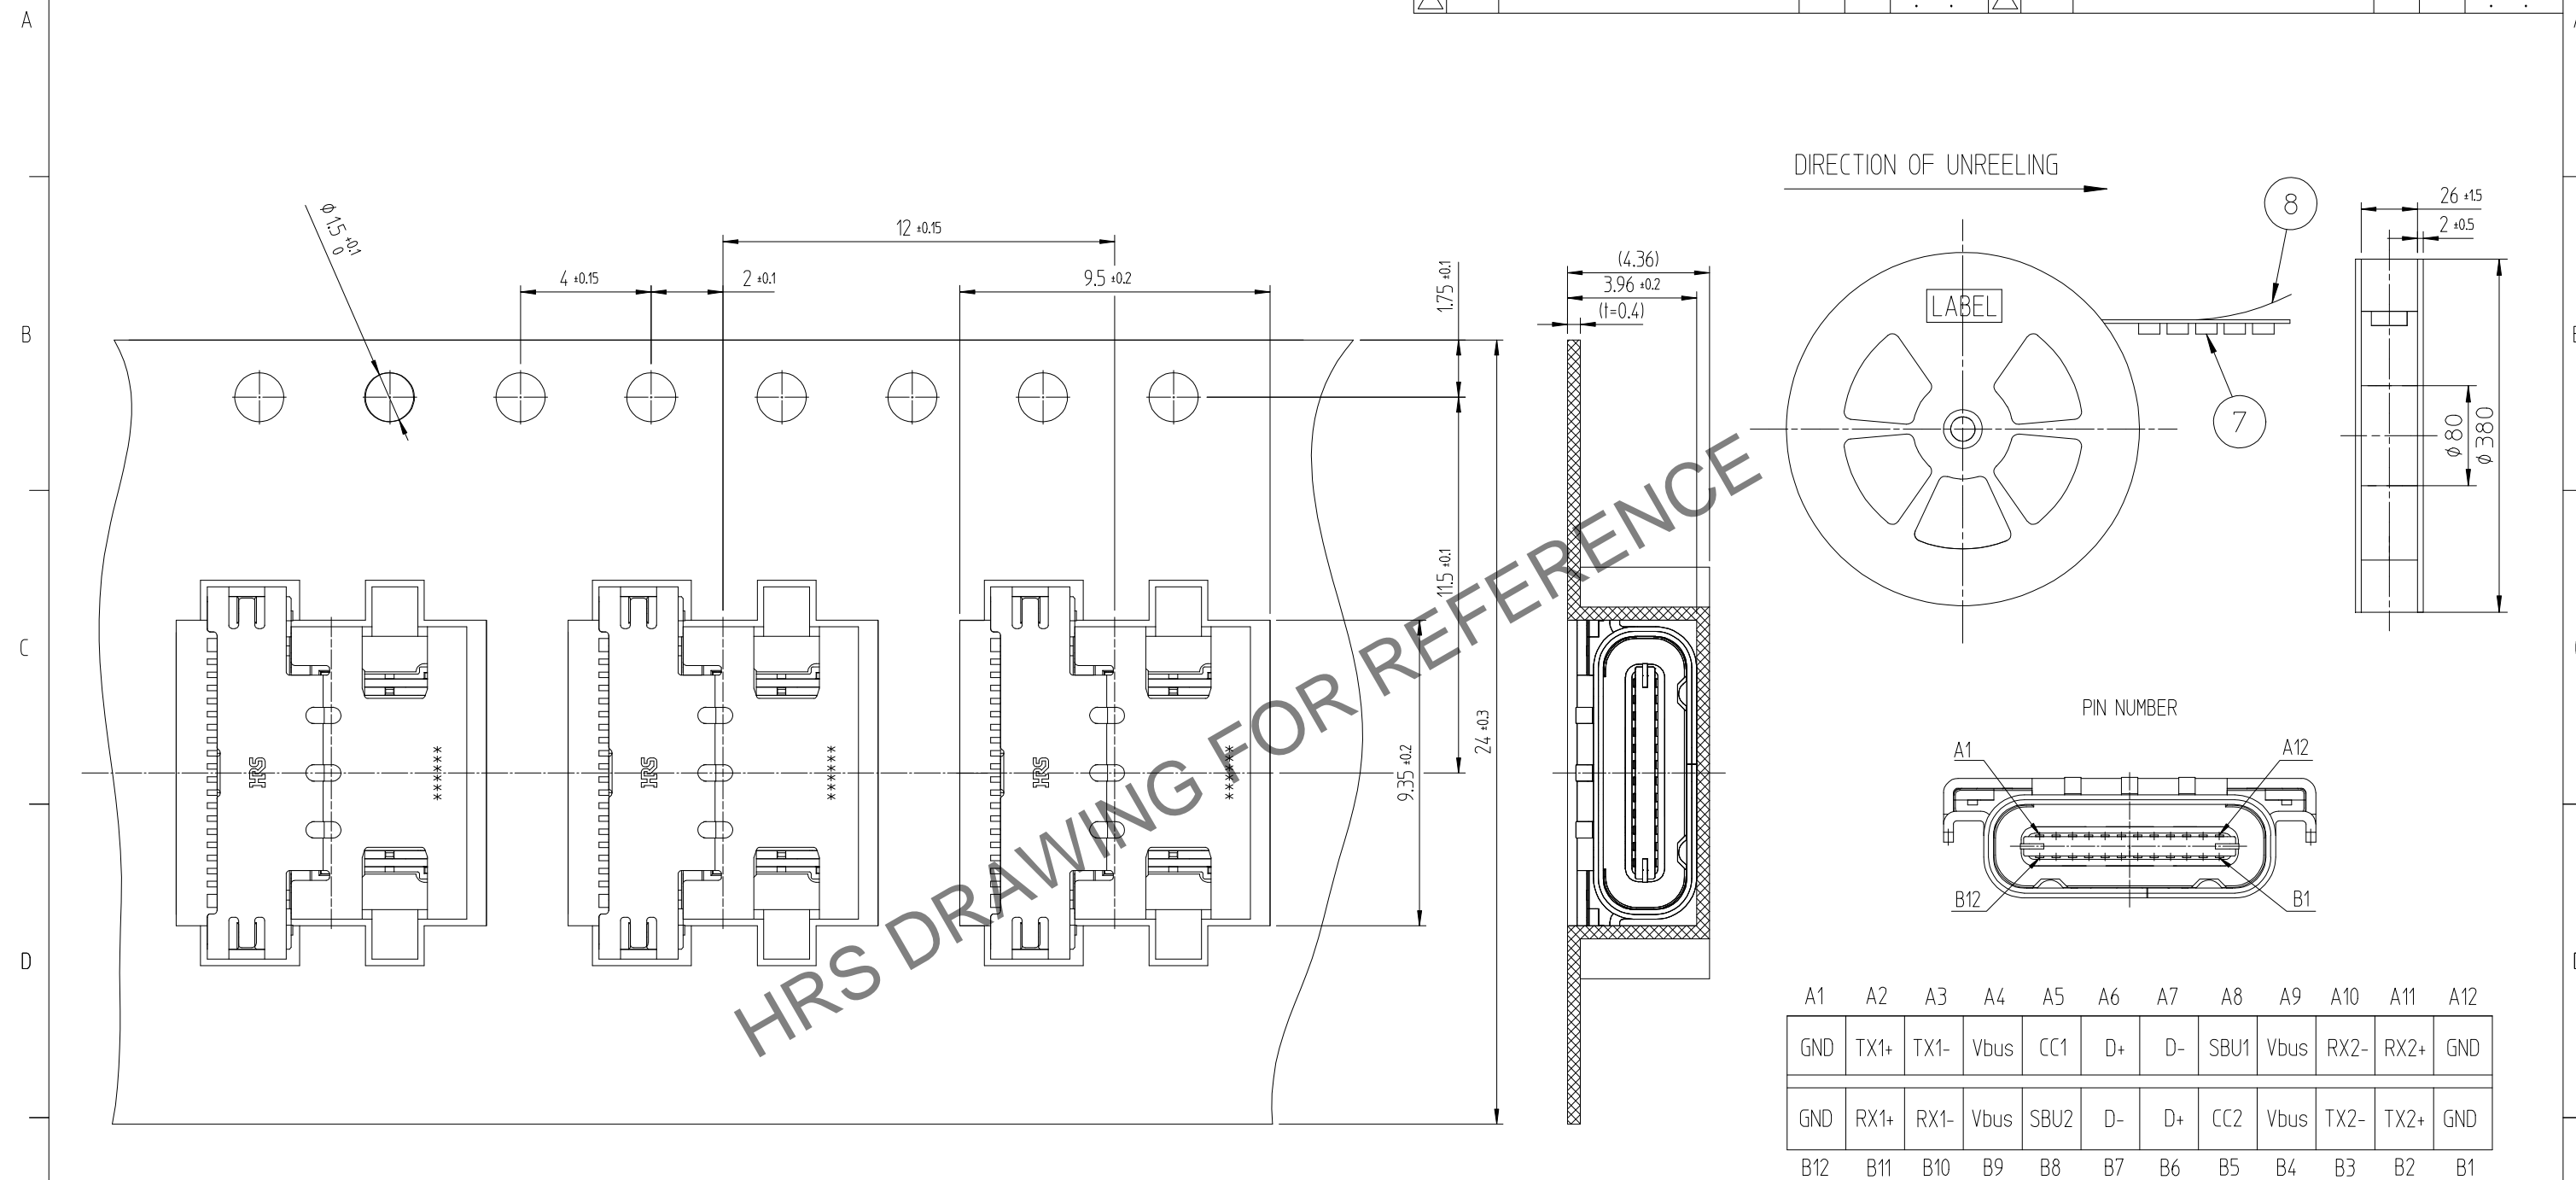 A
B
C
D
DIRECTION OF UNREELING
8
26 ±1.5
2 ±0.5
φ 1.5 +0.1 0
12 ±0.15
4 ±0.15
2 ±0.1
9.5 ±0.2
1.75 ±0.1
(4.36)
3.96 ±0.2
(t=0.4)
LABEL
7
φ 80
φ 380
11.5 ±0.1
24 ±0.3
9.35 ±0.2
HRS
******
HRS
******
HRS
******
HRS DRAWING FOR REFERENCE
PIN NUMBER
A1 A12
B12 B1
A1 A2 A3 A4 A5 A6 A7 A8 A9 A10 A11 A12
GND TX1+ TX1- Vbus CC1 D+ D- SBU1 Vbus RX2- RX2+ GND
GND RX1+ RX1- Vbus SBU2 D- D+ CC2 Vbus TX2- TX2+ GND
B12 B11 B10 B9 B8 B7 B6 B5 B4 B3 B2 B1